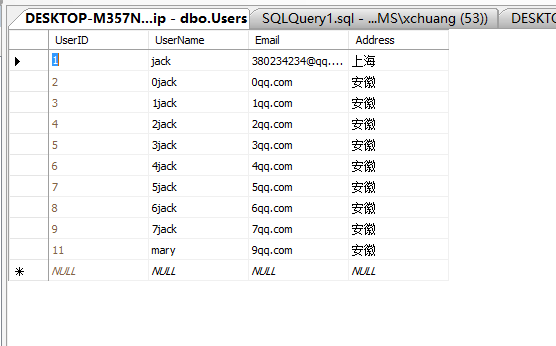 DESKTOP-M357N...ip - dbo.Users SQLQuery1.sql - ...MS\xchuang (53)) DESKTO
UserID UserName Email Address
1 jack 380234234@qq.... 上海
2 0jack 0qq.com 安徽
3 1jack 1qq.com 安徽
4 2jack 2qq.com 安徽
5 3jack 3qq.com 安徽
6 4jack 4qq.com 安徽
7 5jack 5qq.com 安徽
8 6jack 6qq.com 安徽
9 7jack 7qq.com 安徽
11 mary 9qq.com 安徽
NULL NULL NULL NULL